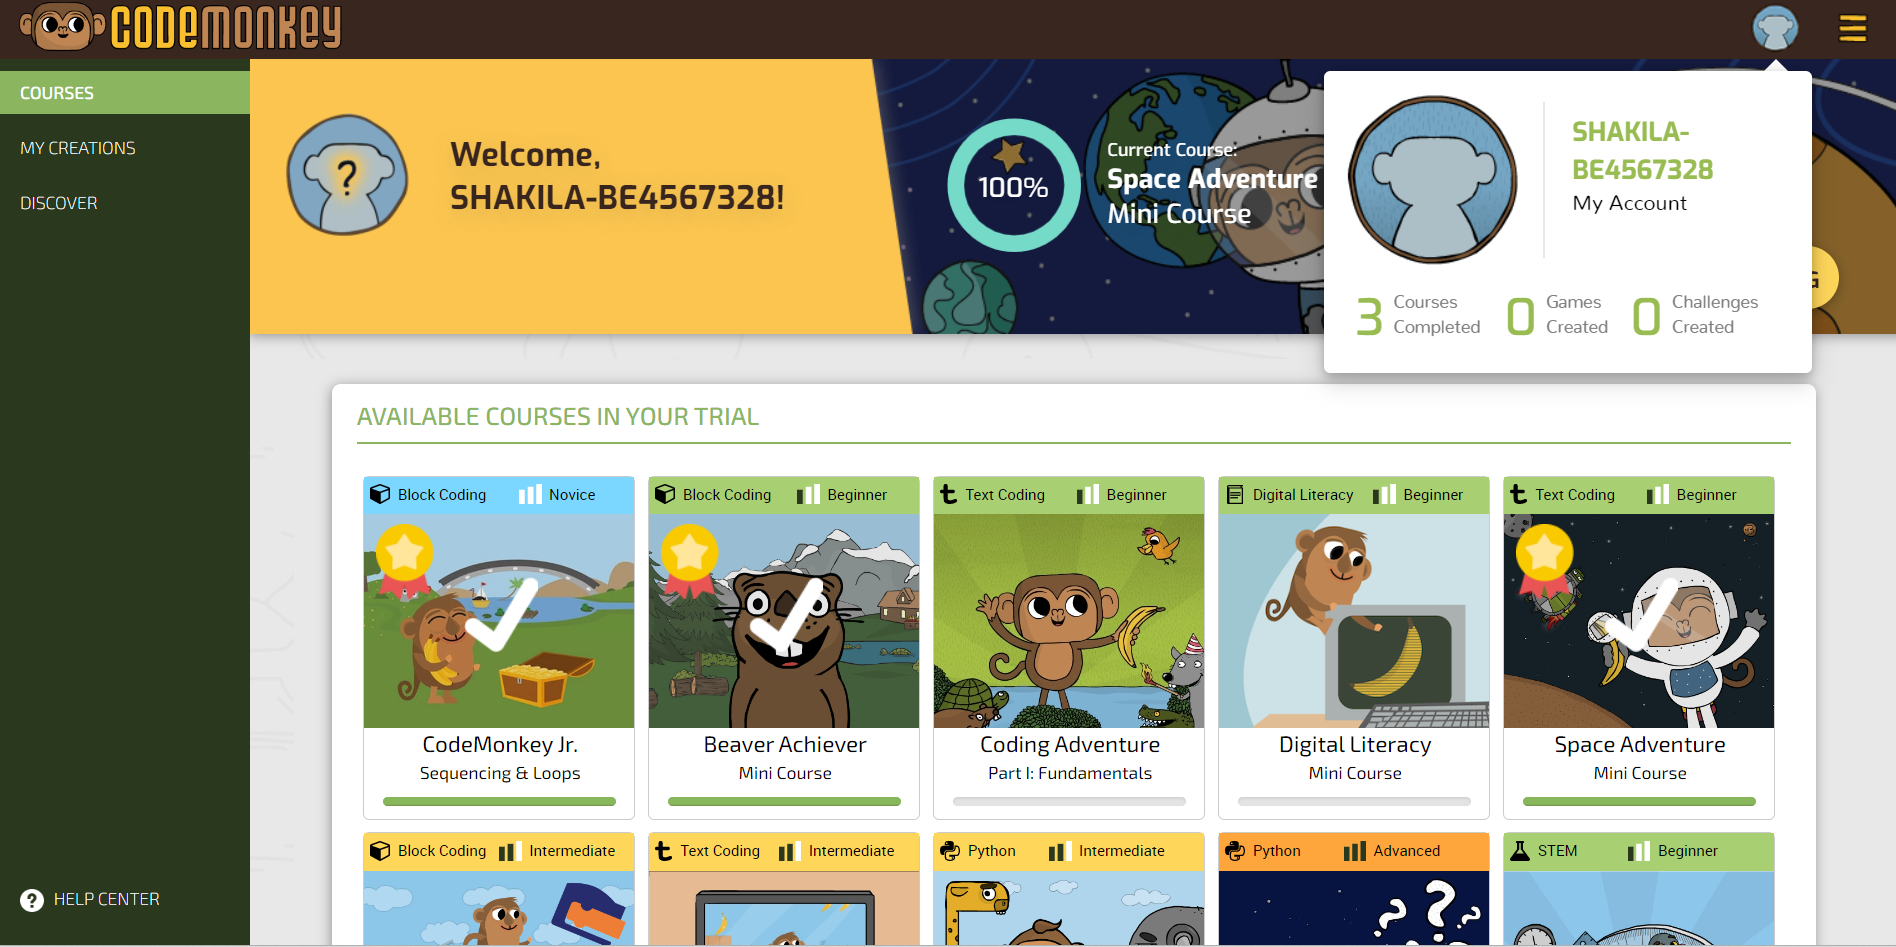 CODEMONKEY
COURSES
MY CREATIONS
DISCOVER
HELP CENTER
?
Welcome,
SHAKILA-BE4567328!
100%
Current Course:
Space Adventure
Mini Course
SHAKILA-
BE4567328
My Account
3 Courses Completed
0 Games Created
0 Challenges Created
AVAILABLE COURSES IN YOUR TRIAL
Block Coding Novice
CodeMonkey Jr.
Sequencing & Loops
Block Coding Beginner
Beaver Achiever
Mini Course
Text Coding Beginner
Coding Adventure
Part I: Fundamentals
Digital Literacy Beginner
Digital Literacy
Mini Course
Text Coding Beginner
Space Adventure
Mini Course
Block Coding Intermediate
Text Coding Intermediate
Python Intermediate
Python Advanced
STEM Beginner